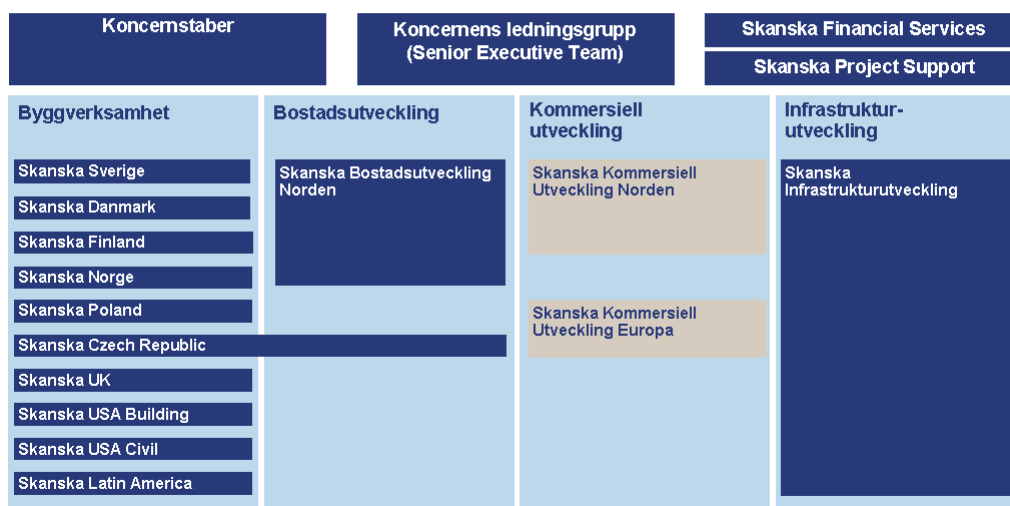 Koncernstaber
Koncernens ledningsgrupp
(Senior Executive Team)
Skanska Financial Services
Skanska Project Support
Byggverksamhet
Skanska Sverige
Skanska Danmark
Skanska Finland
Skanska Norge
Skanska Poland
Skanska Czech Republic
Skanska UK
Skanska USA Building
Skanska USA Civil
Skanska Latin America
Bostadsutveckling
Skanska Bostadsutveckling
Norden
Kommersiell
utveckling
Skanska Kommersiell
Utveckling Norden
Skanska Kommersiell
Utveckling Europa
Infrastruktur-
utveckling
Skanska
Infrastrukturutveckling